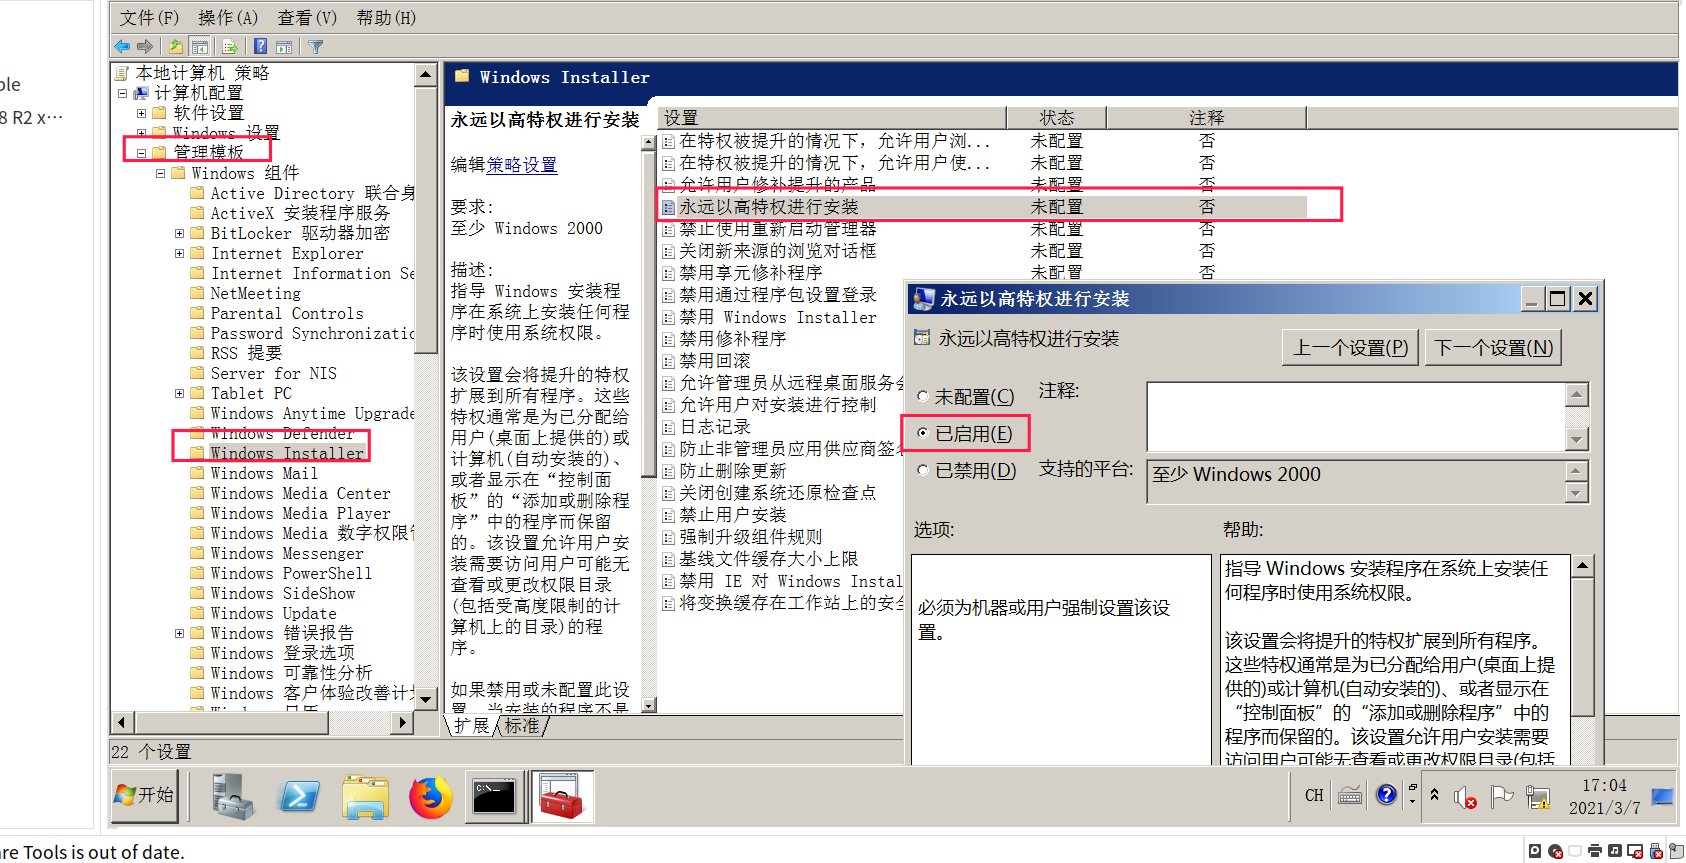 ple
8 R2 x···
文件(F) 操作(A) 查看(V) 帮助(H)
本地计算机 策略
计算机配置
软件设置
Windows 设置
管理模板
Windows 组件
Active Directory 联合身
ActiveX 安装程序服务
BitLocker 驱动器加密
Internet Explorer
Internet Information Se
NetMeeting
Parental Controls
Password Synchronizatio
RSS 提要
Server for NIS
Tablet PC
Windows Anytime Upgrade
Windows Defender
Windows Installer
Windows Mail
Windows Media Center
Windows Media Player
Windows Media 数字权限管
Windows Messenger
Windows PowerShell
Windows SideShow
Windows Update
Windows 错误报告
Windows 登录选项
Windows 可靠性分析
Windows 客户体验改善计划
Windows Installer
永远以高特权进行安装
编辑策略设置
要求:
至少 Windows 2000
描述:
指导 Windows 安装程
序在系统上安装任何程
序时使用系统权限。
该设置会将提升的特权
扩展到所有程序。这些
特权通常是为已分配给
用户(桌面上提供的)或
计算机(自动安装的)、
或者显示在“控制面
板”的“添加或删除程
序”中的程序而保留
的。该设置允许用户安
装需要访问用户可能无
查看或更改权限目录
(包括受高度限制的计
算机上的目录)的程
序。
如果禁用或未配置此设
置，当安装的程序不是
设置 状态 注释
在特权被提升的情况下，允许用户浏... 未配置 否
在特权被提升的情况下，允许用户使... 未配置 否
允许用户修补提升的产品 未配置 否
永远以高特权进行安装 未配置 否
禁止使用重新启动管理器 未配置 否
关闭新来源的浏览对话框 未配置 否
禁用享元修补程序 未配置 否
禁用通过程序包设置登录
禁用 Windows Installer
禁用修补程序
禁用回滚
允许管理员从远程桌面服务会
允许用户对安装进行控制
日志记录
防止非管理员应用供应商签名
防止删除更新
关闭创建系统还原检查点
禁止用户安装
强制升级组件规则
基线文件缓存大小上限
禁用 IE 对 Windows Instal
将变换缓存在工作站上的安全
扩展 标准
22 个设置
永远以高特权进行安装
永远以高特权进行安装
上一个设置(P) 下一个设置(N)
未配置(C) 注释:
已启用(E)
已禁用(D) 支持的平台: 至少 Windows 2000
选项: 帮助:
必须为机器或用户强制设置该设
置。
指导 Windows 安装程序在系统上安装任
何程序时使用系统权限。
该设置会将提升的特权扩展到所有程序。
这些特权通常是为已分配给用户(桌面上提
供的)或计算机(自动安装的)、或者显示在
“控制面板”的“添加或删除程序”中的
程序而保留的。该设置允许用户安装需要
访问用户可能无查看或更改权限目录(包括
开始
C:\_
CH
17:04
2021/3/7
re Tools is out of date.